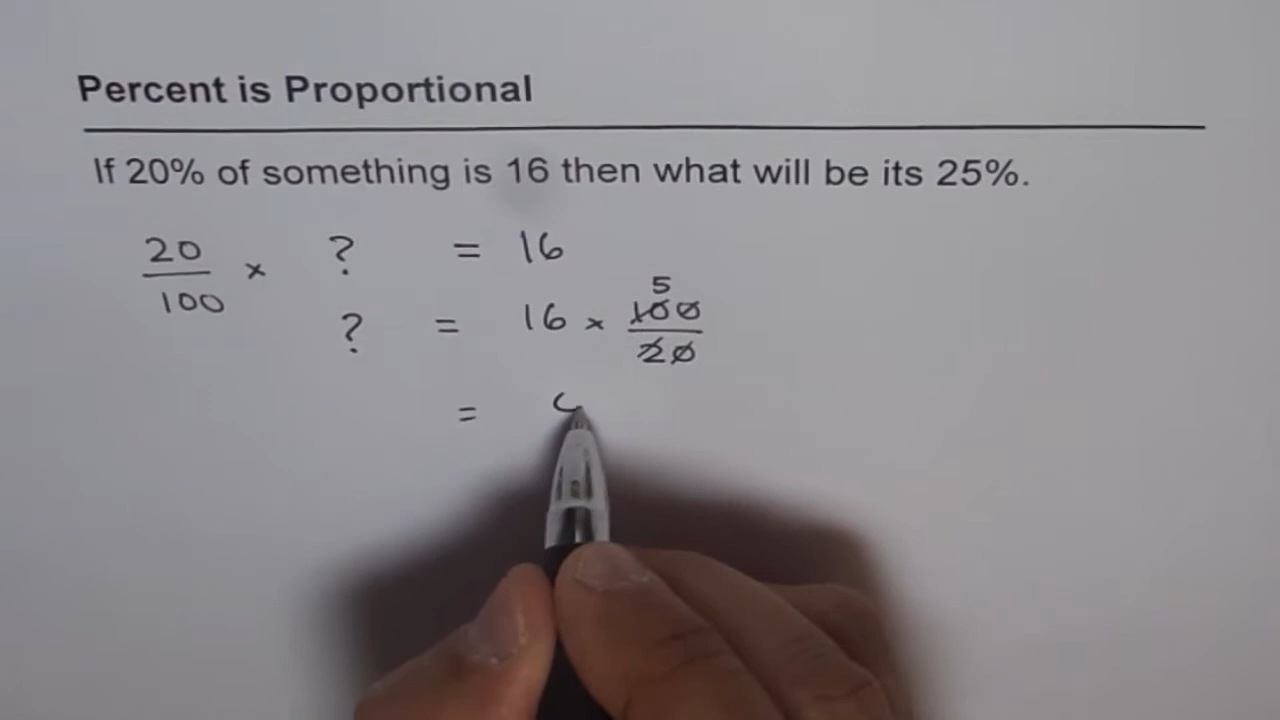 Percent is Proportional
If 20% of something is 16 then what will be its 25%.
20/100 × ? = 16
? = 16 × 100/20 5
=